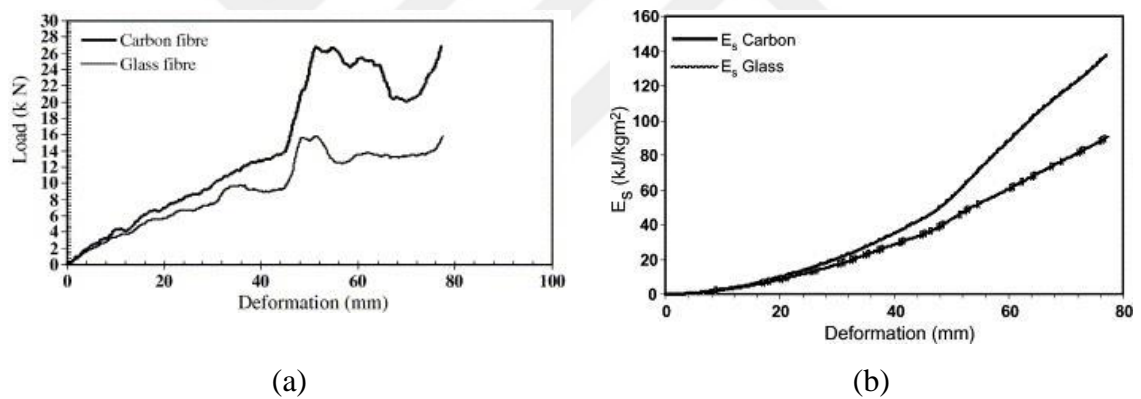 30
28
26
24
22
20
18
16
14
12
10
8
6
4
2
0
Load (k N)
Carbon fibre
Glass fibre
0 20 40 60 80 100
Deformation (mm)
(a)
160
140
120
100
80
60
40
20
0
Es (kJ/kgm²)
Es Carbon
Es Glass
0 20 40 60 80
Deformation (mm)
(b)